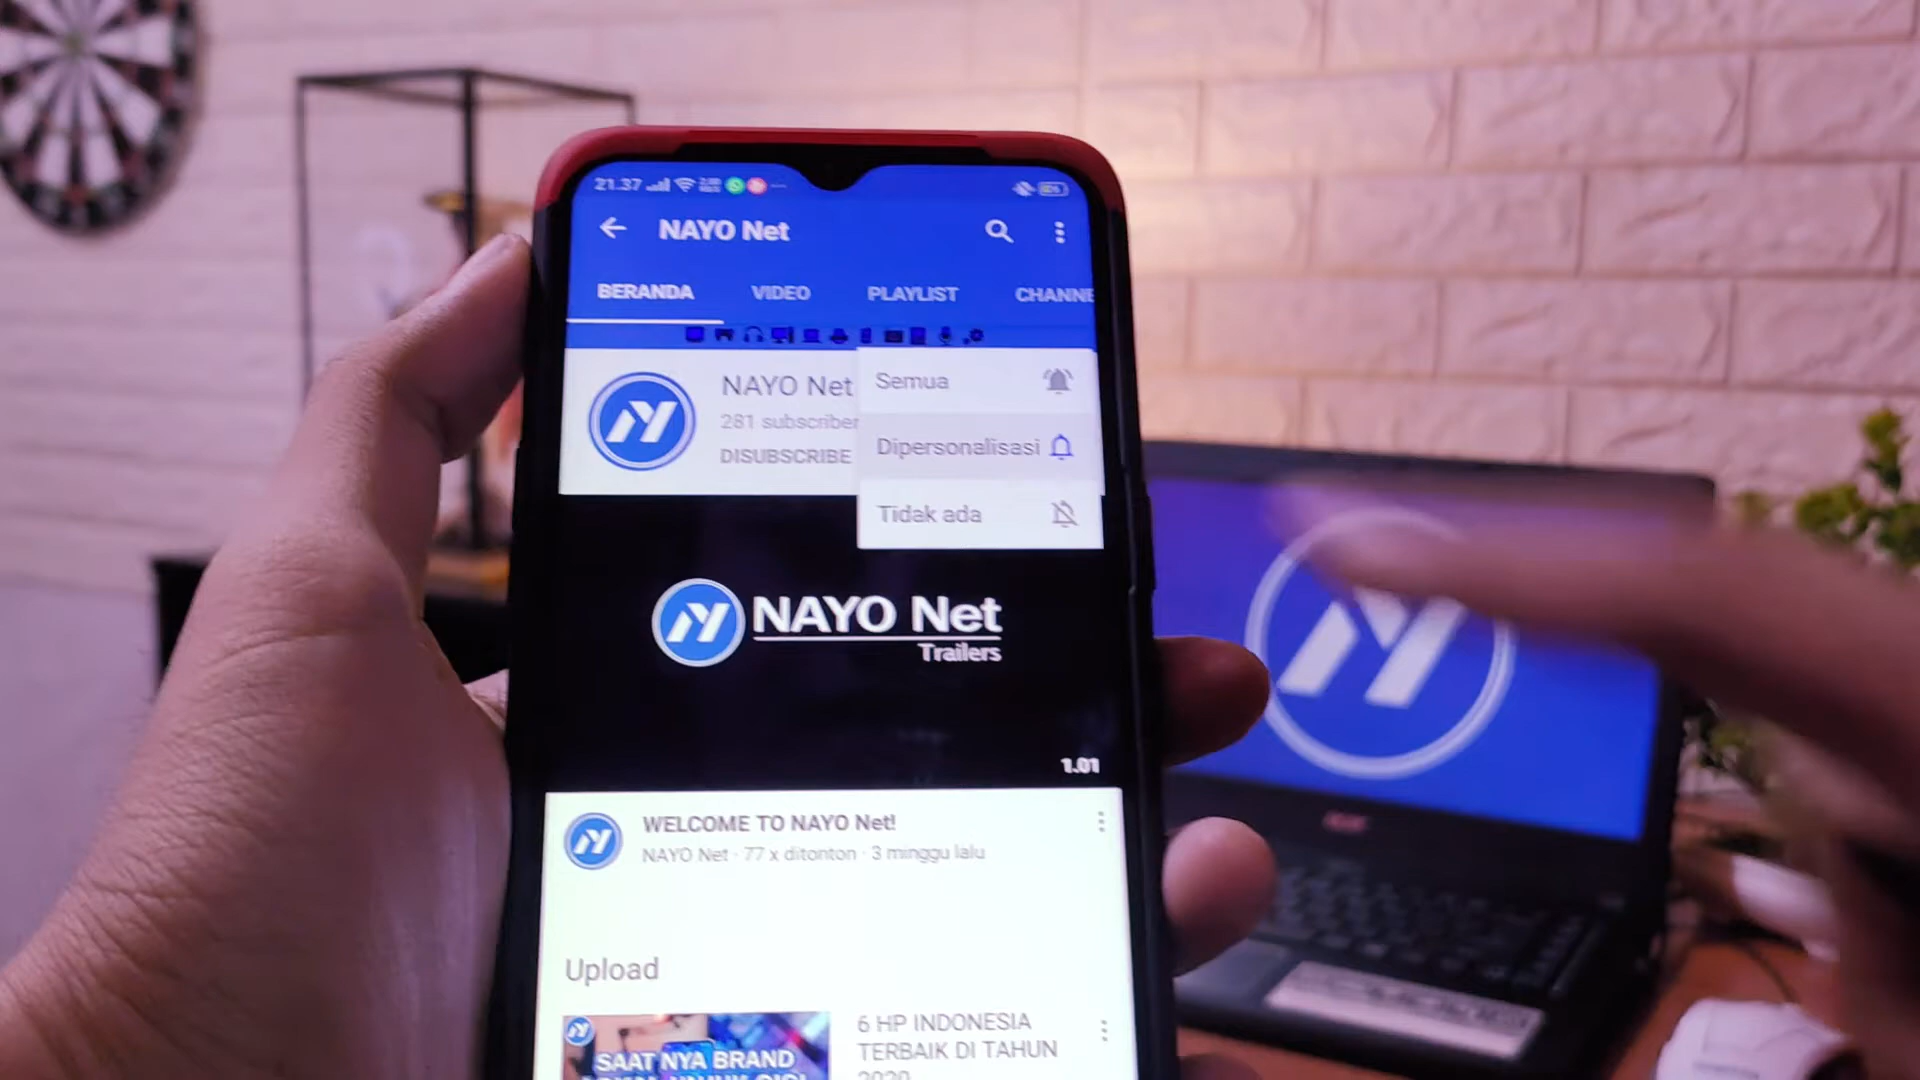 21.37
NAYO Net
BERANDA VIDEO PLAYLIST CHANNE
NAYO Net
281 subscriber
DISUBSCRIBE
Semua
Dipersonalisasi
Tidak ada
NAYO Net
Trailers
1.01
WELCOME TO NAYO Net!
NAYO Net · 77 x ditonton · 3 minggu lalu
Upload
6 HP INDONESIA
TERBAIK DI TAHUN
2020
SAAT NYA BRAND